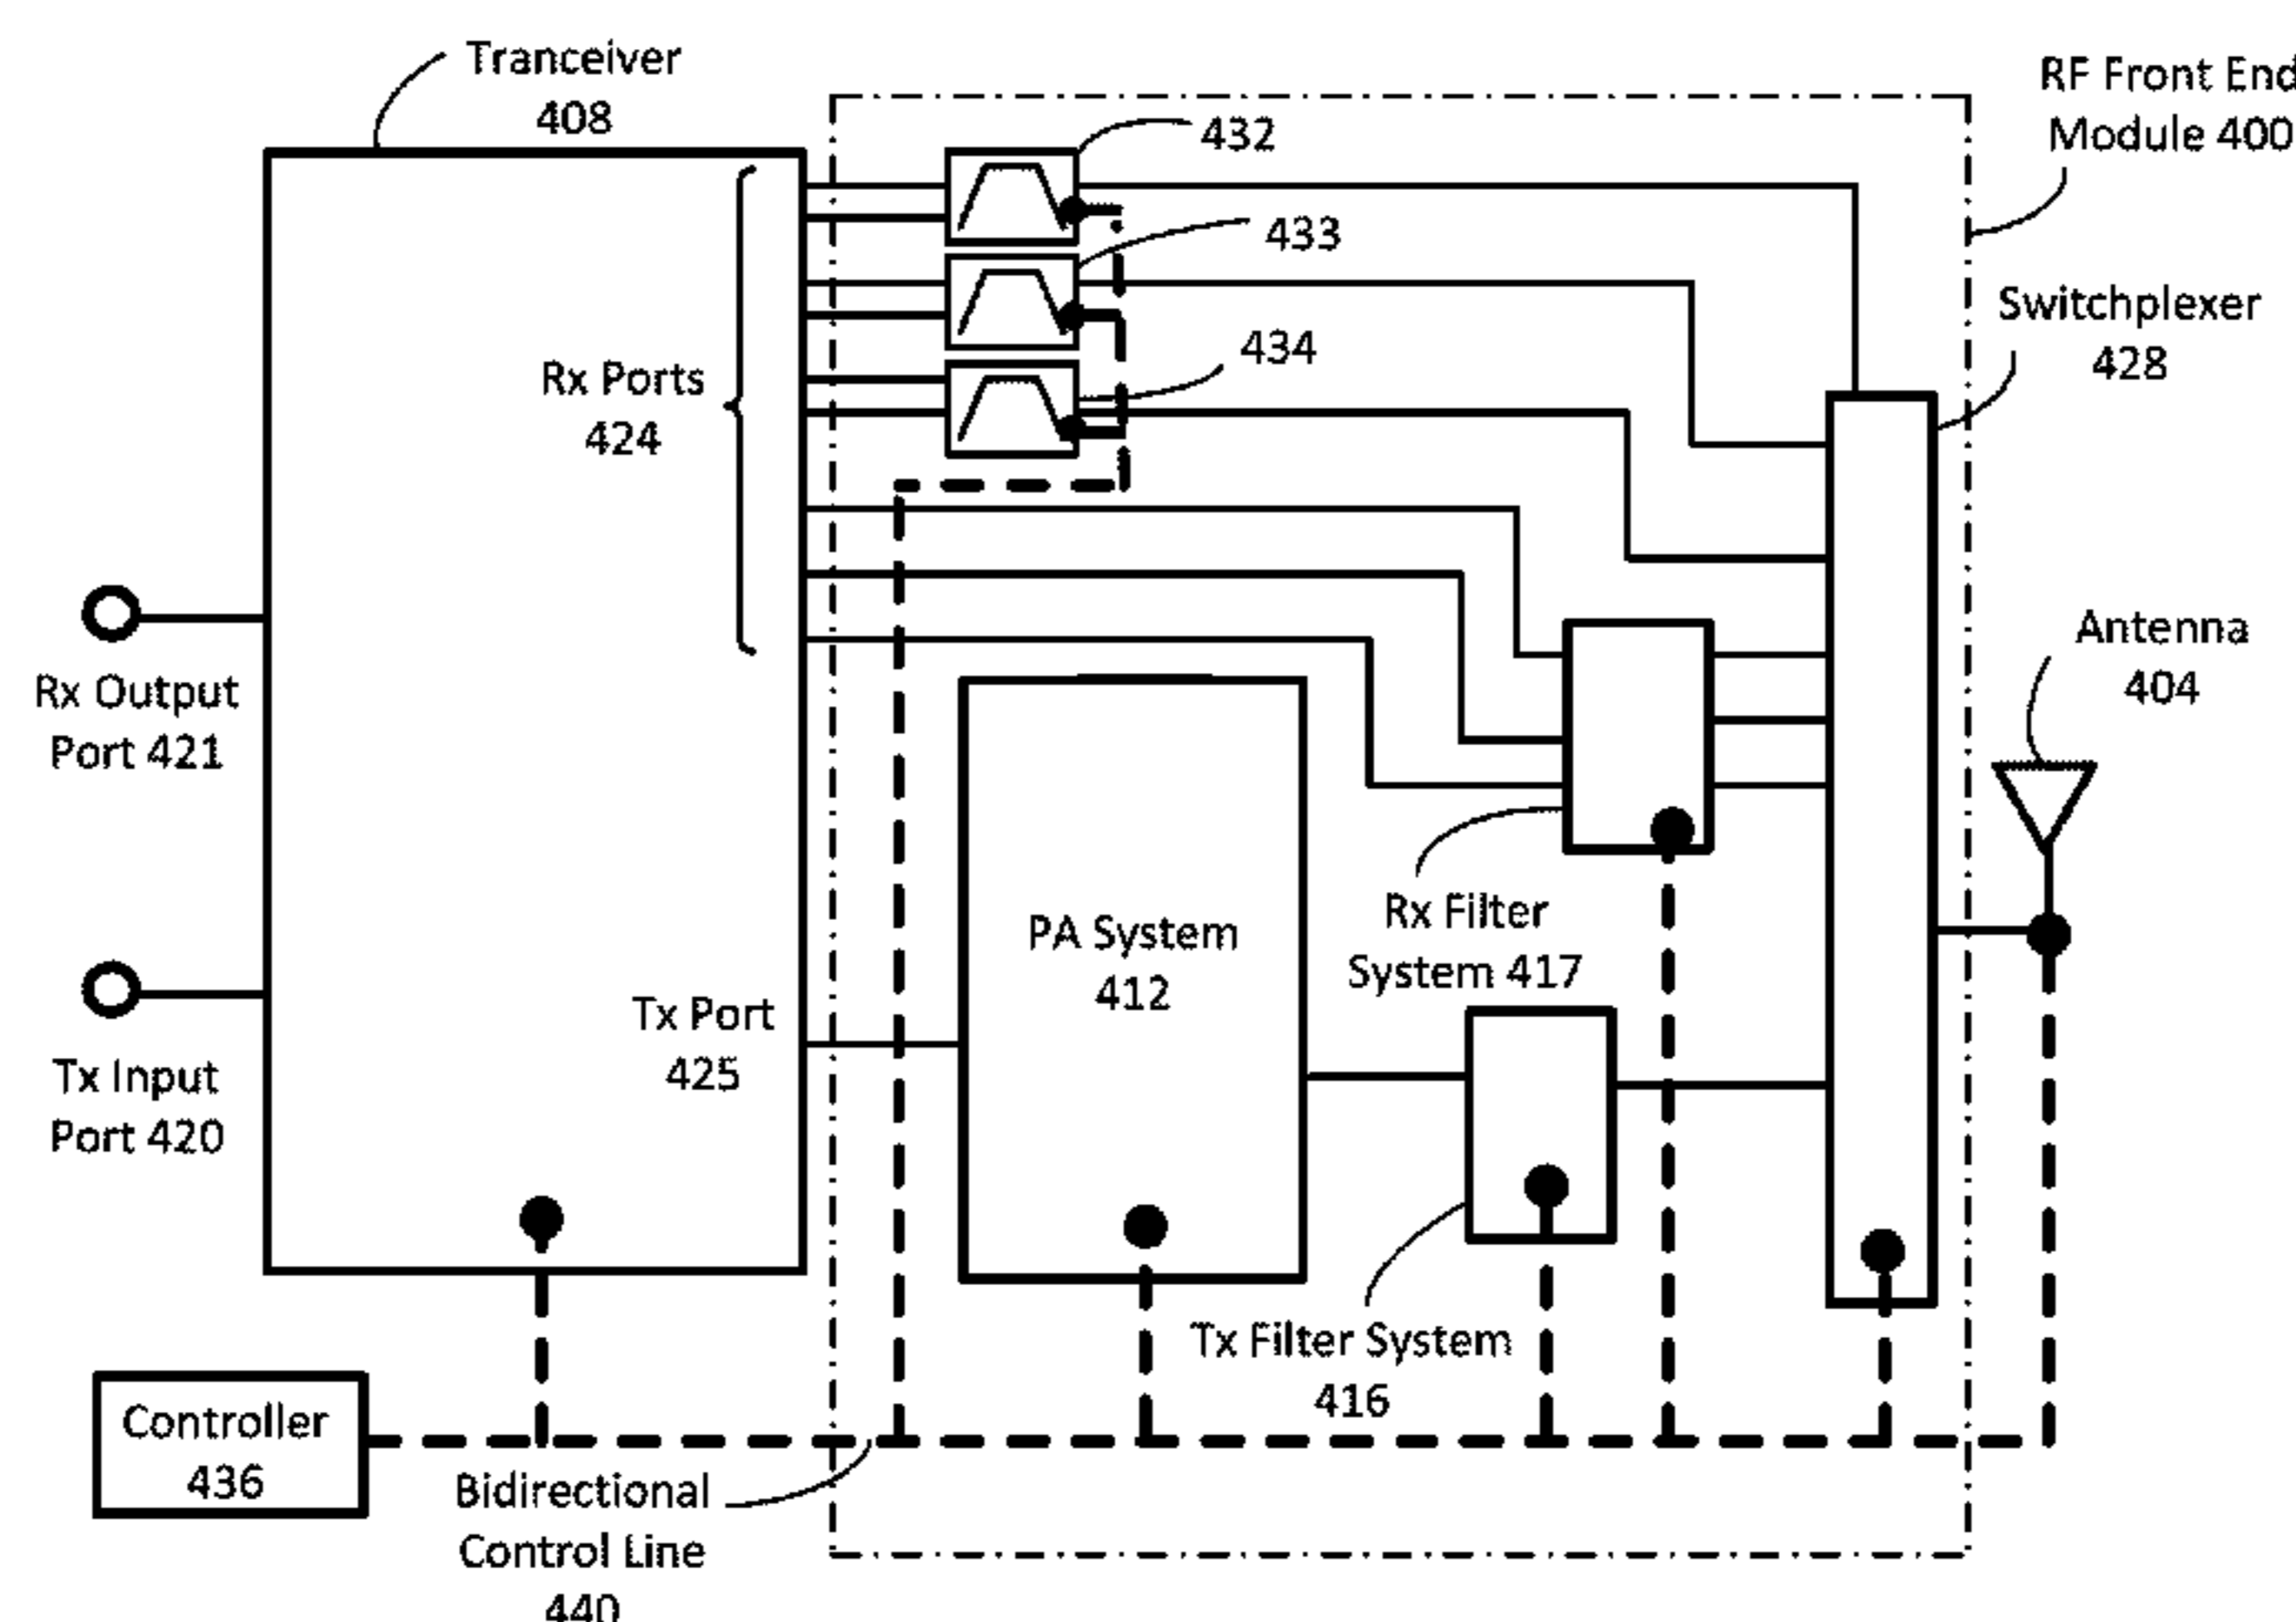 Tranceiver
408
RF Front End
Module 400
432
433
434
Switchplexer
428
Rx Ports
424
Antenna
404
Rx Output
Port 421
PA System
412
Rx Filter
System 417
Tx Port
425
Tx Input
Port 420
Tx Filter System
416
Controller
436
Bidirectional
Control Line
440